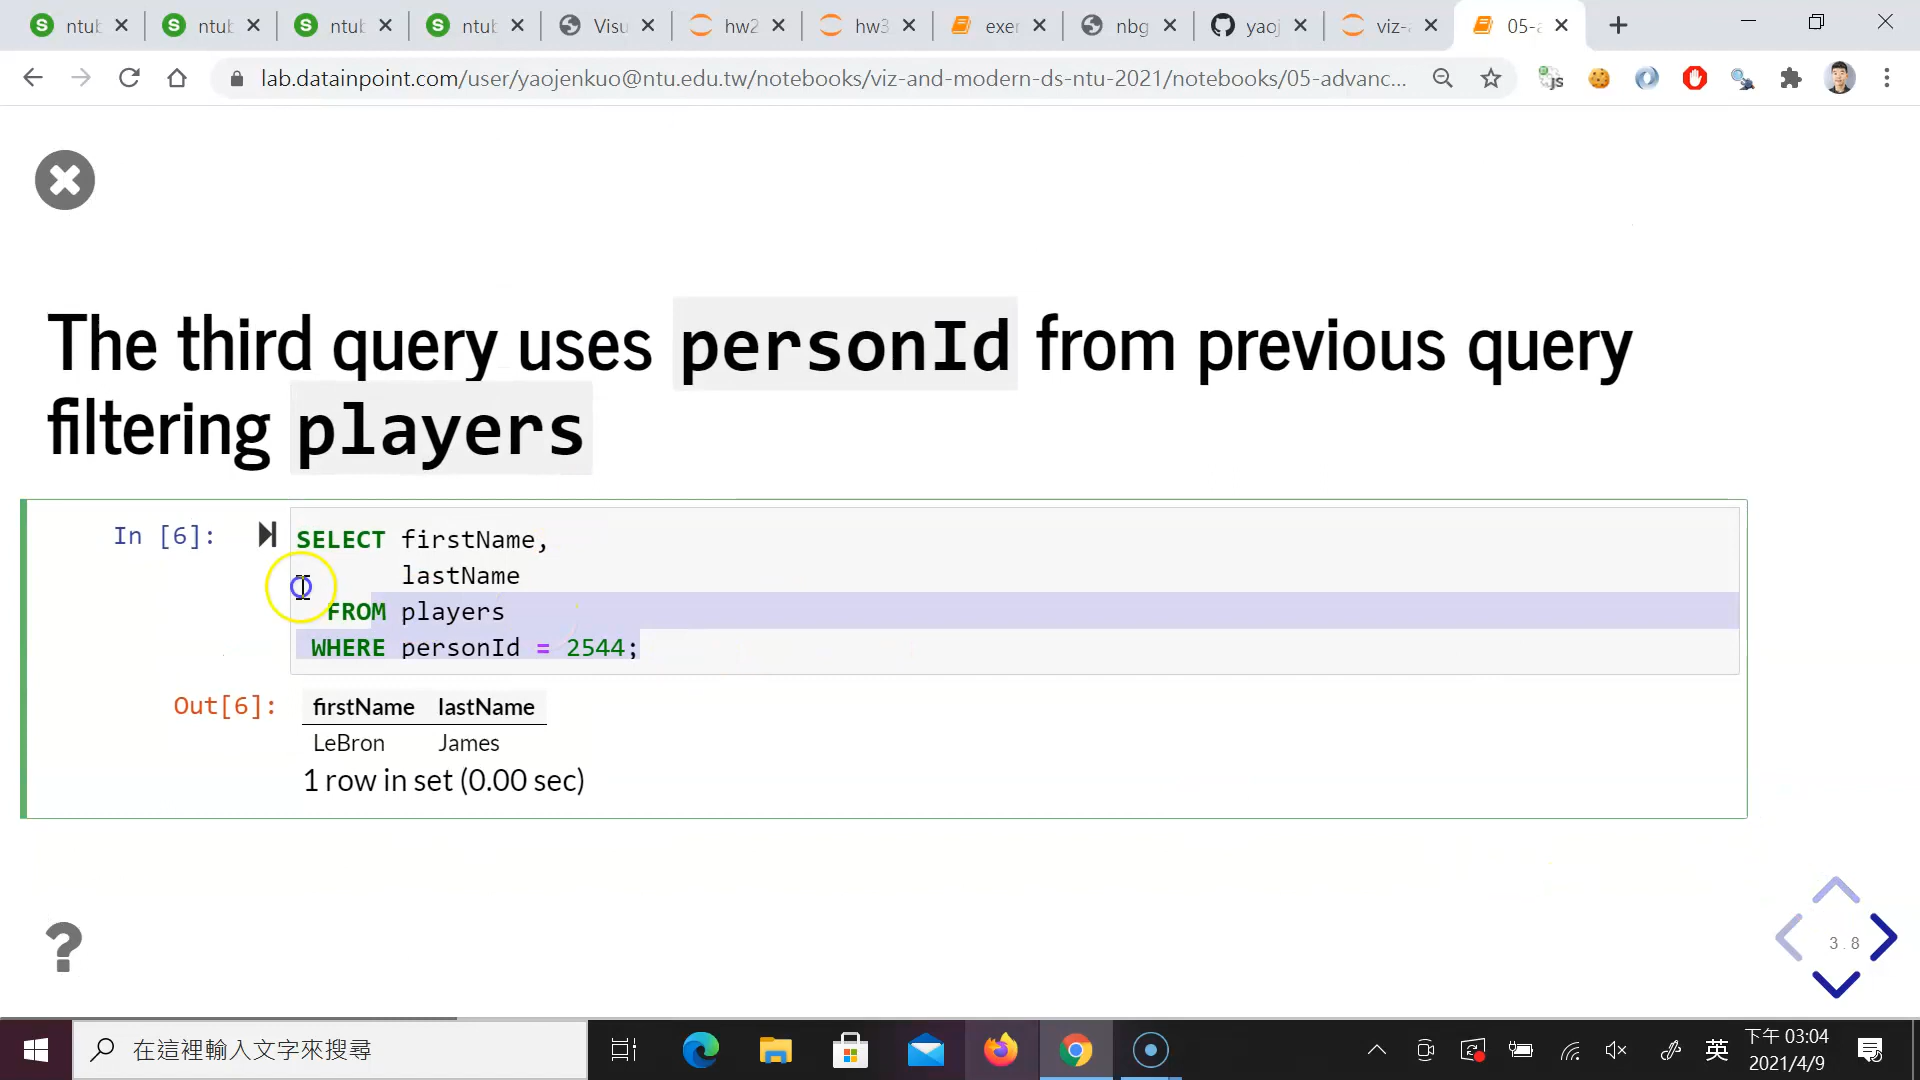 ntub
ntub
ntub
ntub
Visu
hw2
hw3
exer
nbg
yaoj
viz-a
05-a
lab.datainpoint.com/user/yaojenkuo@ntu.edu.tw/notebooks/viz-and-modern-ds-ntu-2021/notebooks/05-advanc...
The third query uses personId from previous query
filtering players
In [6]:
SELECT firstName,
lastName
FROM players
WHERE personId = 2544;
Out[6]:
firstName lastName
LeBron James
1 row in set (0.00 sec)
3.8
在這裡輸入文字來搜尋
英
下午 03:04
2021/4/9